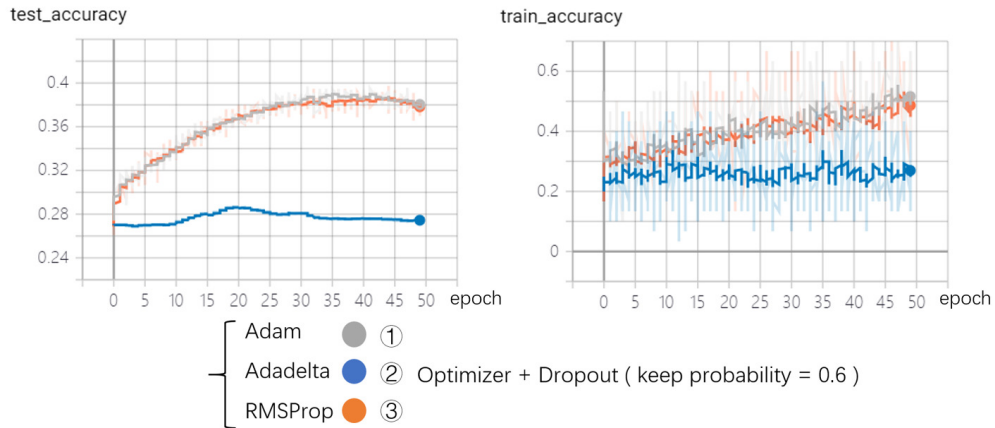 test_accuracy
0.4
0.36
0.32
0.28
0.24
0 5 10 15 20 25 30 35 40 45 50 epoch
train_accuracy
0.6
0.4
0.2
0
0 5 10 15 20 25 30 35 40 45 50 epoch
Adam ①
Adadelta ② Optimizer + Dropout ( keep probability = 0.6 )
RMSProp ③